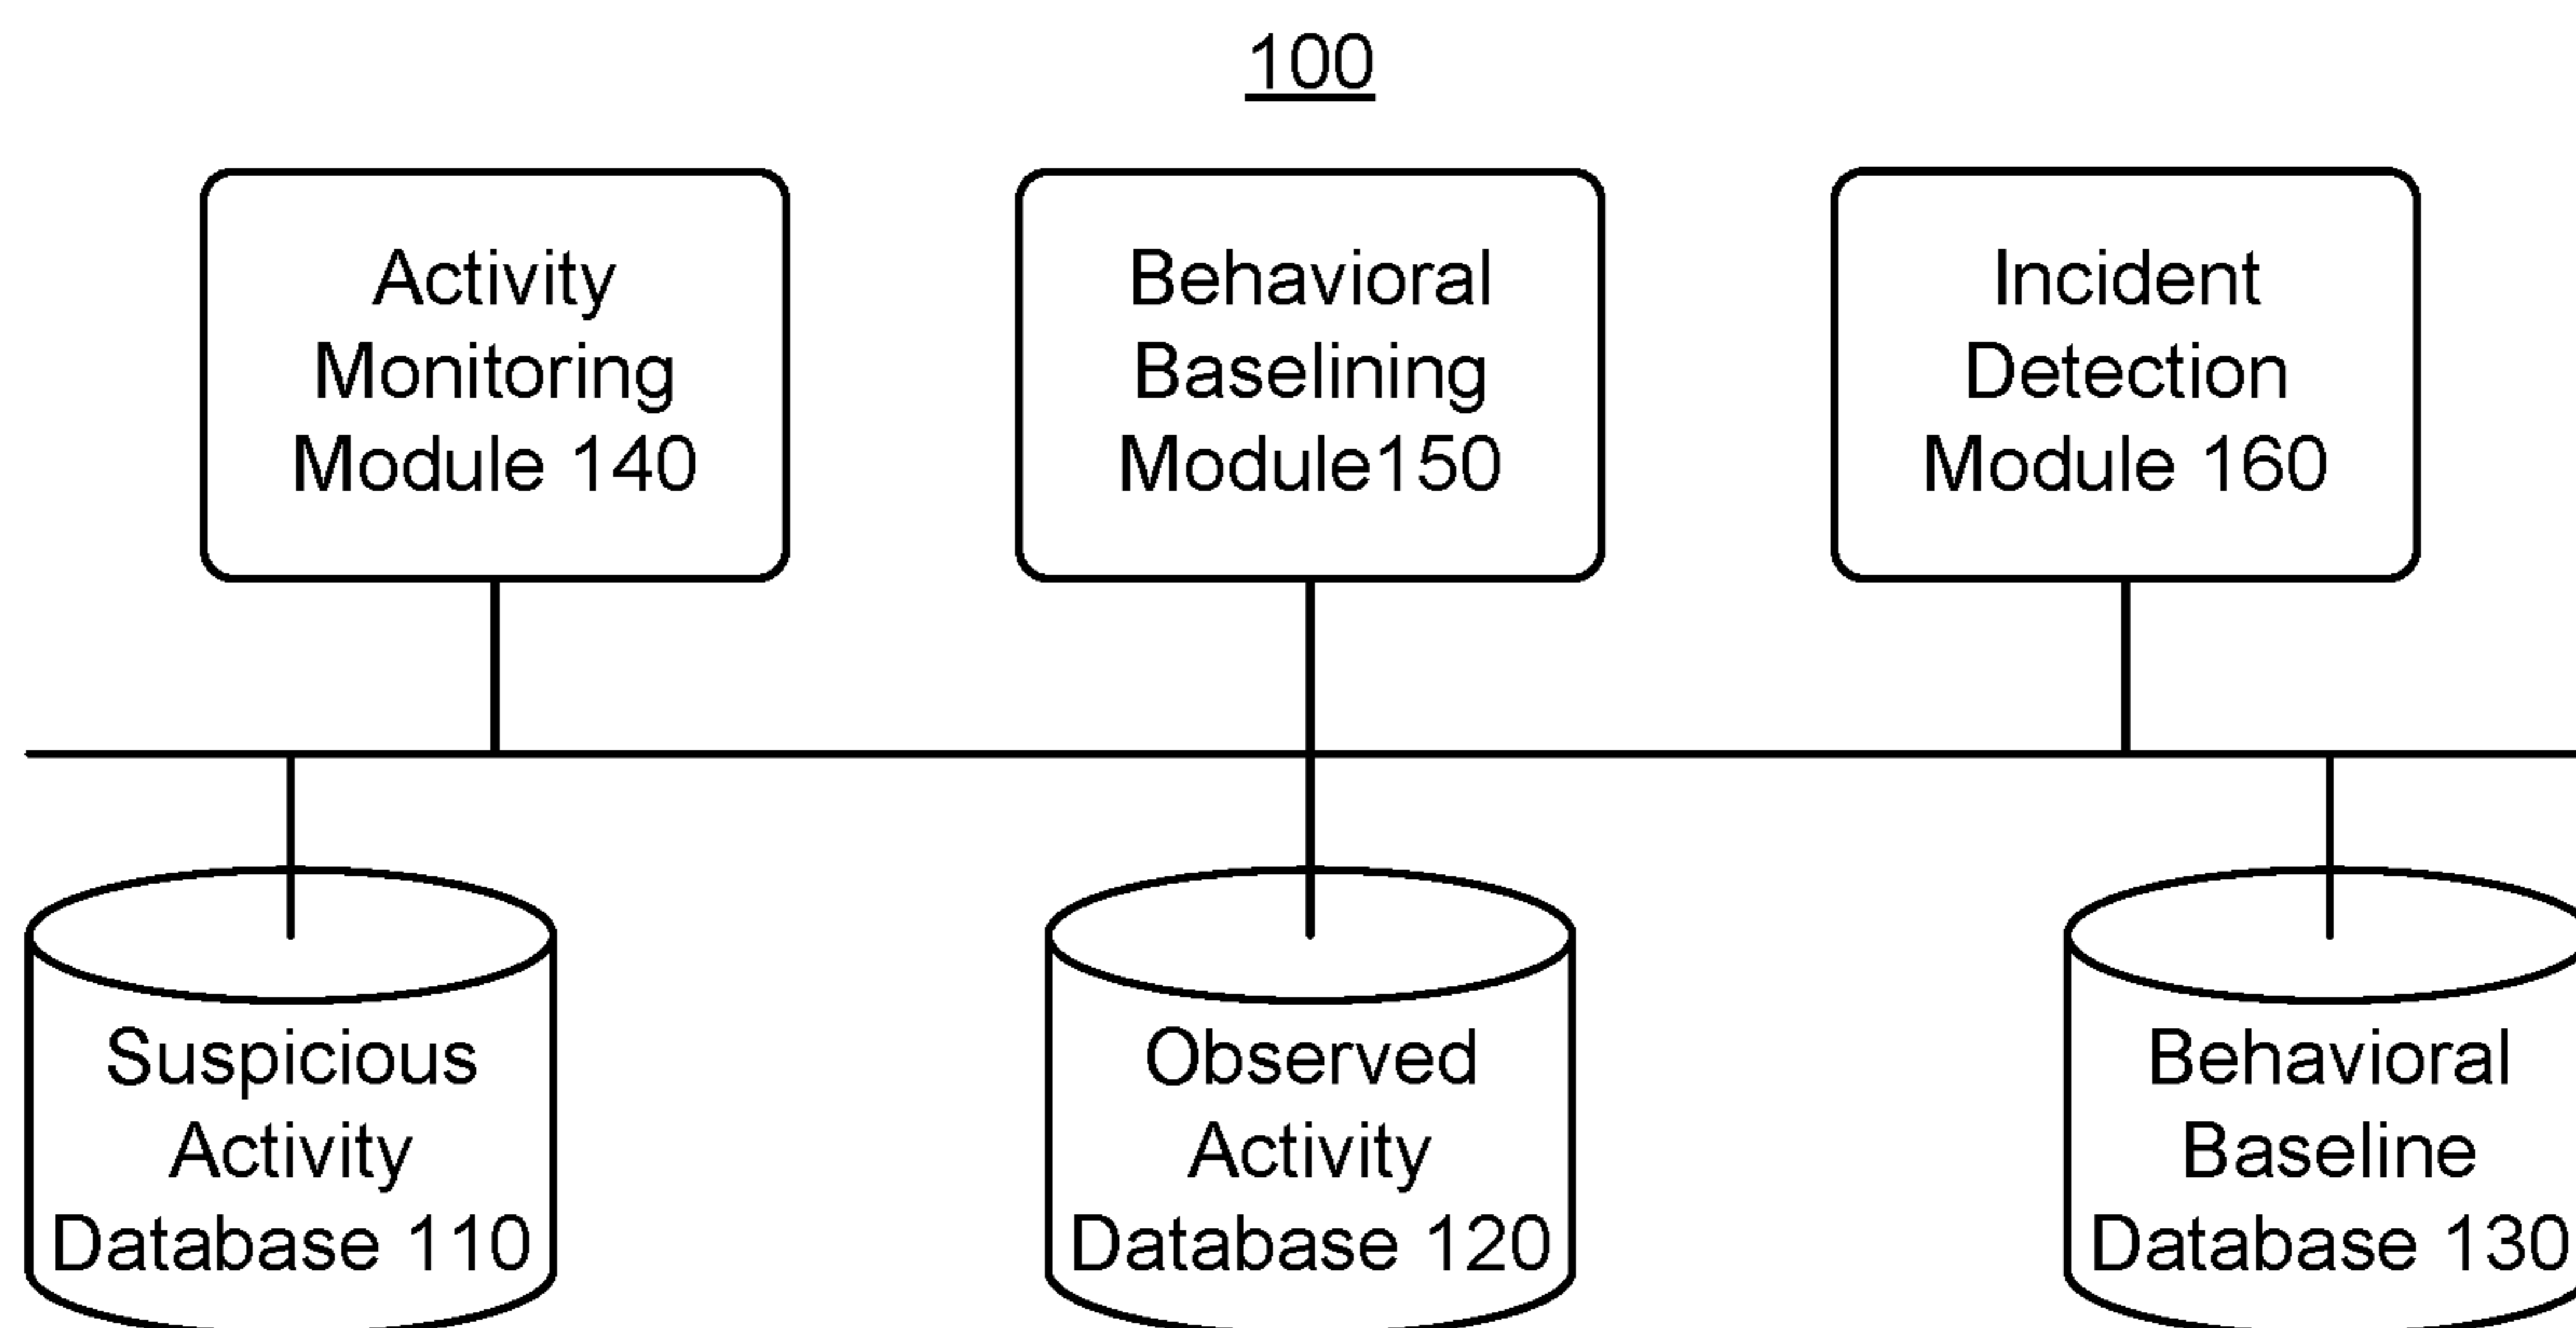 100
Activity
Monitoring
Module 140
Behavioral
Baselining
Module150
Incident
Detection
Module 160
Suspicious
Activity
Database 110
Observed
Activity
Database 120
Behavioral
Baseline
Database 130